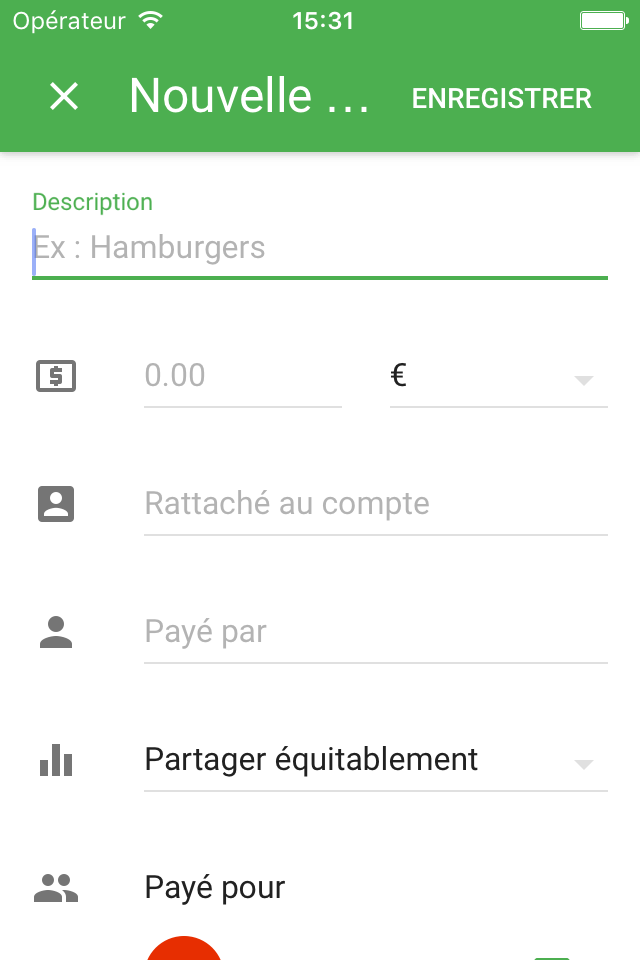 Opérateur 15:31
Nouvelle ... ENREGISTRER
Description
Ex : Hamburgers
0.00 €
Rattaché au compte
Payé par
Partager équitablement
Payé pour